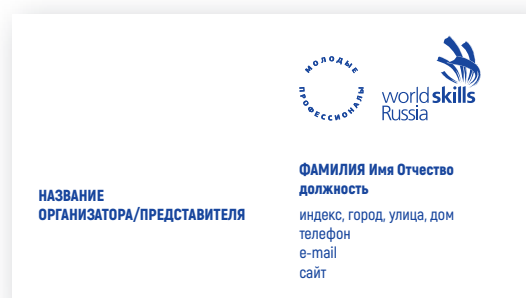 МОЛОДЫЕ
ПРОФЕССИОНАЛЫ
worldskills
Russia
НАЗВАНИЕ
ОРГАНИЗАТОРА/ПРЕДСТАВИТЕЛЯ
ФАМИЛИЯ Имя Отчество
должность
индекс, город, улица, дом
телефон
e-mail
сайт